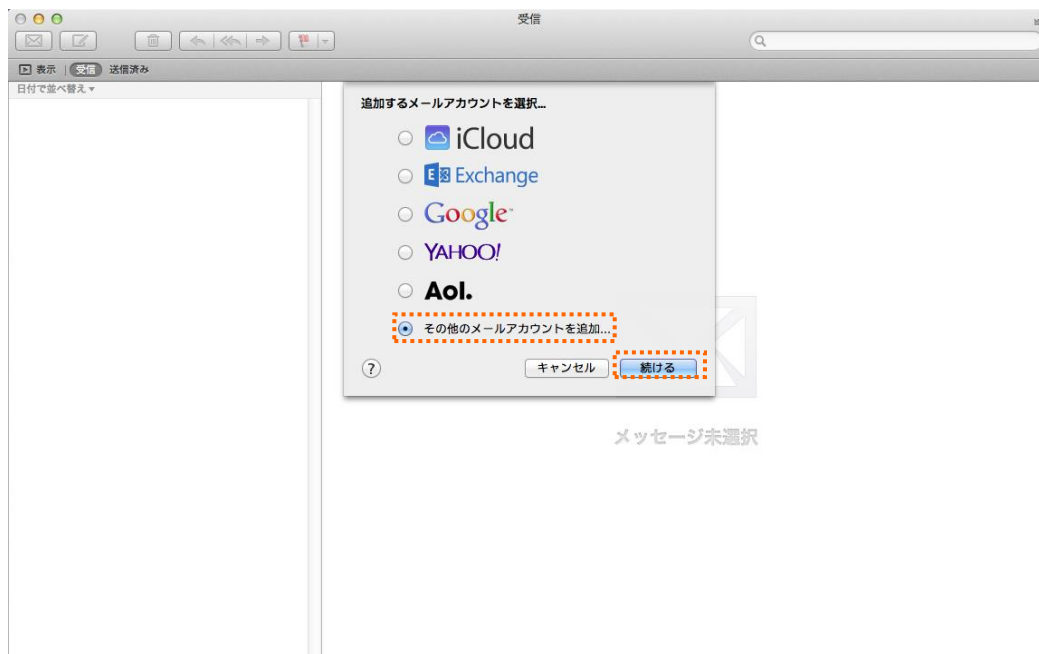 受信
表示 | 受信 送信済み
日付で並べ替え ▾
追加するメールアカウントを選択...
iCloud
Exchange
Google
YAHOO!
Aol.
その他のメールアカウントを追加...
? キャンセル 続ける
メッセージ未選択